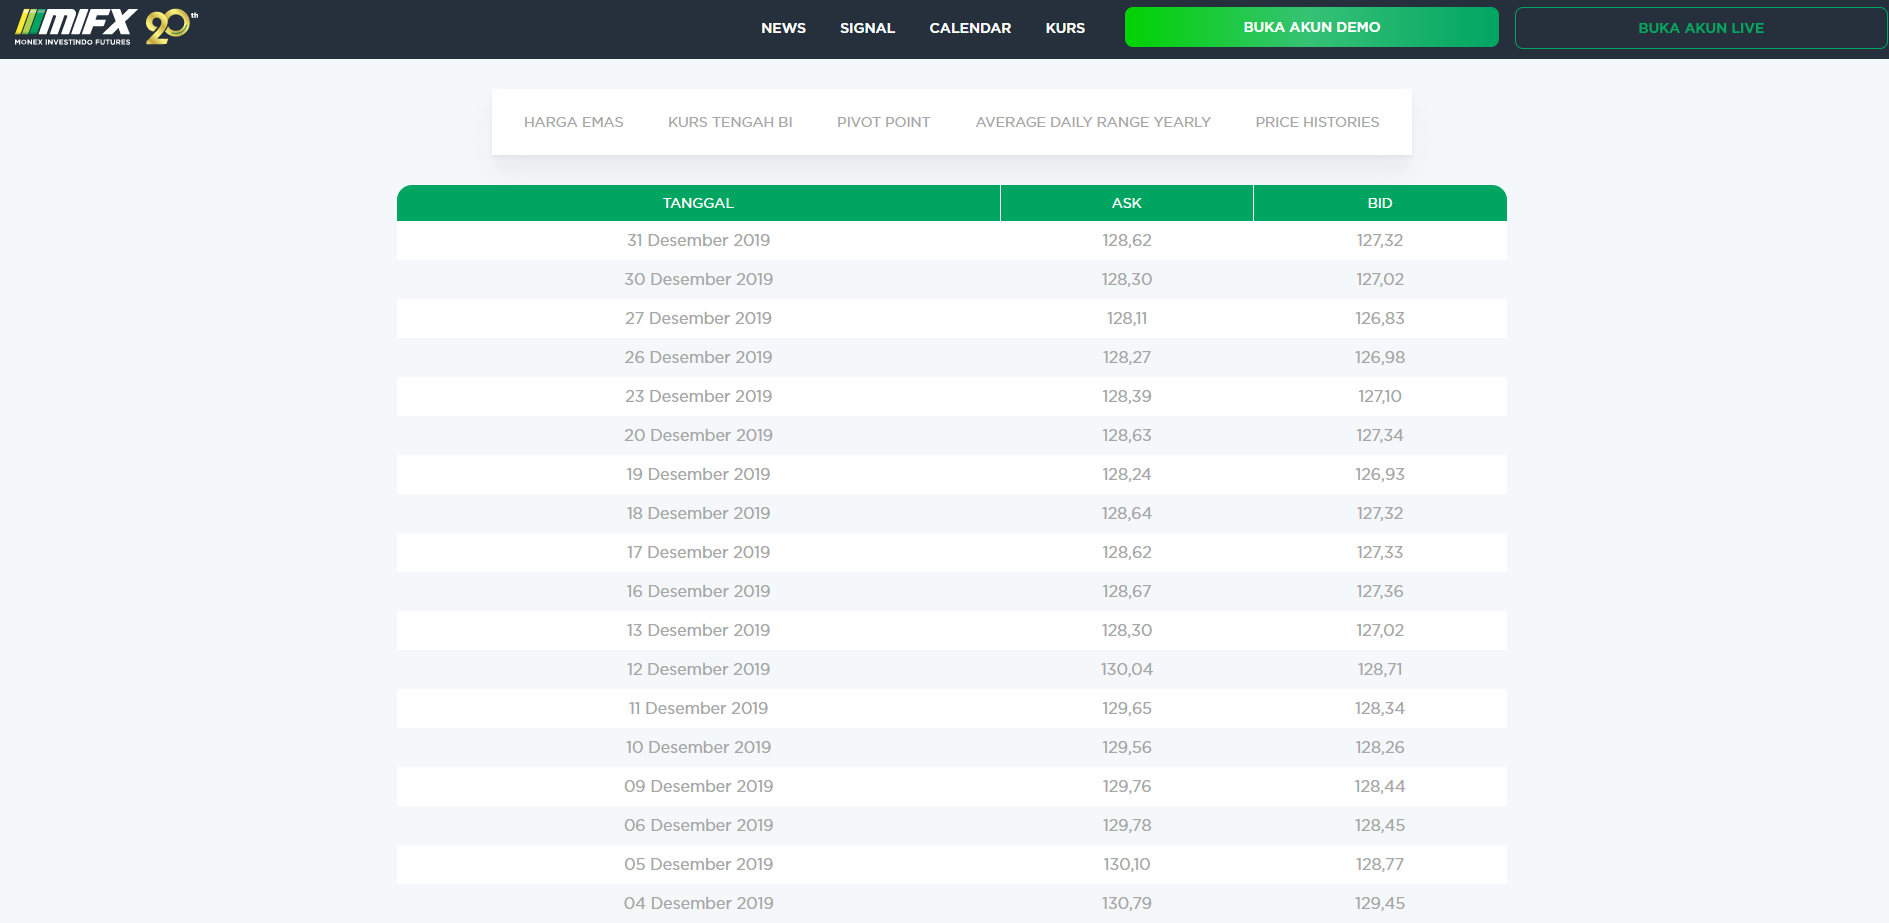 MIFX 20th
MONEX INVESTINDO FUTURES
NEWS SIGNAL CALENDAR KURS BUKA AKUN DEMO BUKA AKUN LIVE
HARGA EMAS KURS TENGAH BI PIVOT POINT AVERAGE DAILY RANGE YEARLY PRICE HISTORIES
TANGGAL ASK BID
31 Desember 2019 128,62 127,32
30 Desember 2019 128,30 127,02
27 Desember 2019 128,11 126,83
26 Desember 2019 128,27 126,98
23 Desember 2019 128,39 127,10
20 Desember 2019 128,63 127,34
19 Desember 2019 128,24 126,93
18 Desember 2019 128,64 127,32
17 Desember 2019 128,62 127,33
16 Desember 2019 128,67 127,36
13 Desember 2019 128,30 127,02
12 Desember 2019 130,04 128,71
11 Desember 2019 129,65 128,34
10 Desember 2019 129,56 128,26
09 Desember 2019 129,76 128,44
06 Desember 2019 129,78 128,45
05 Desember 2019 130,10 128,77
04 Desember 2019 130,79 129,45